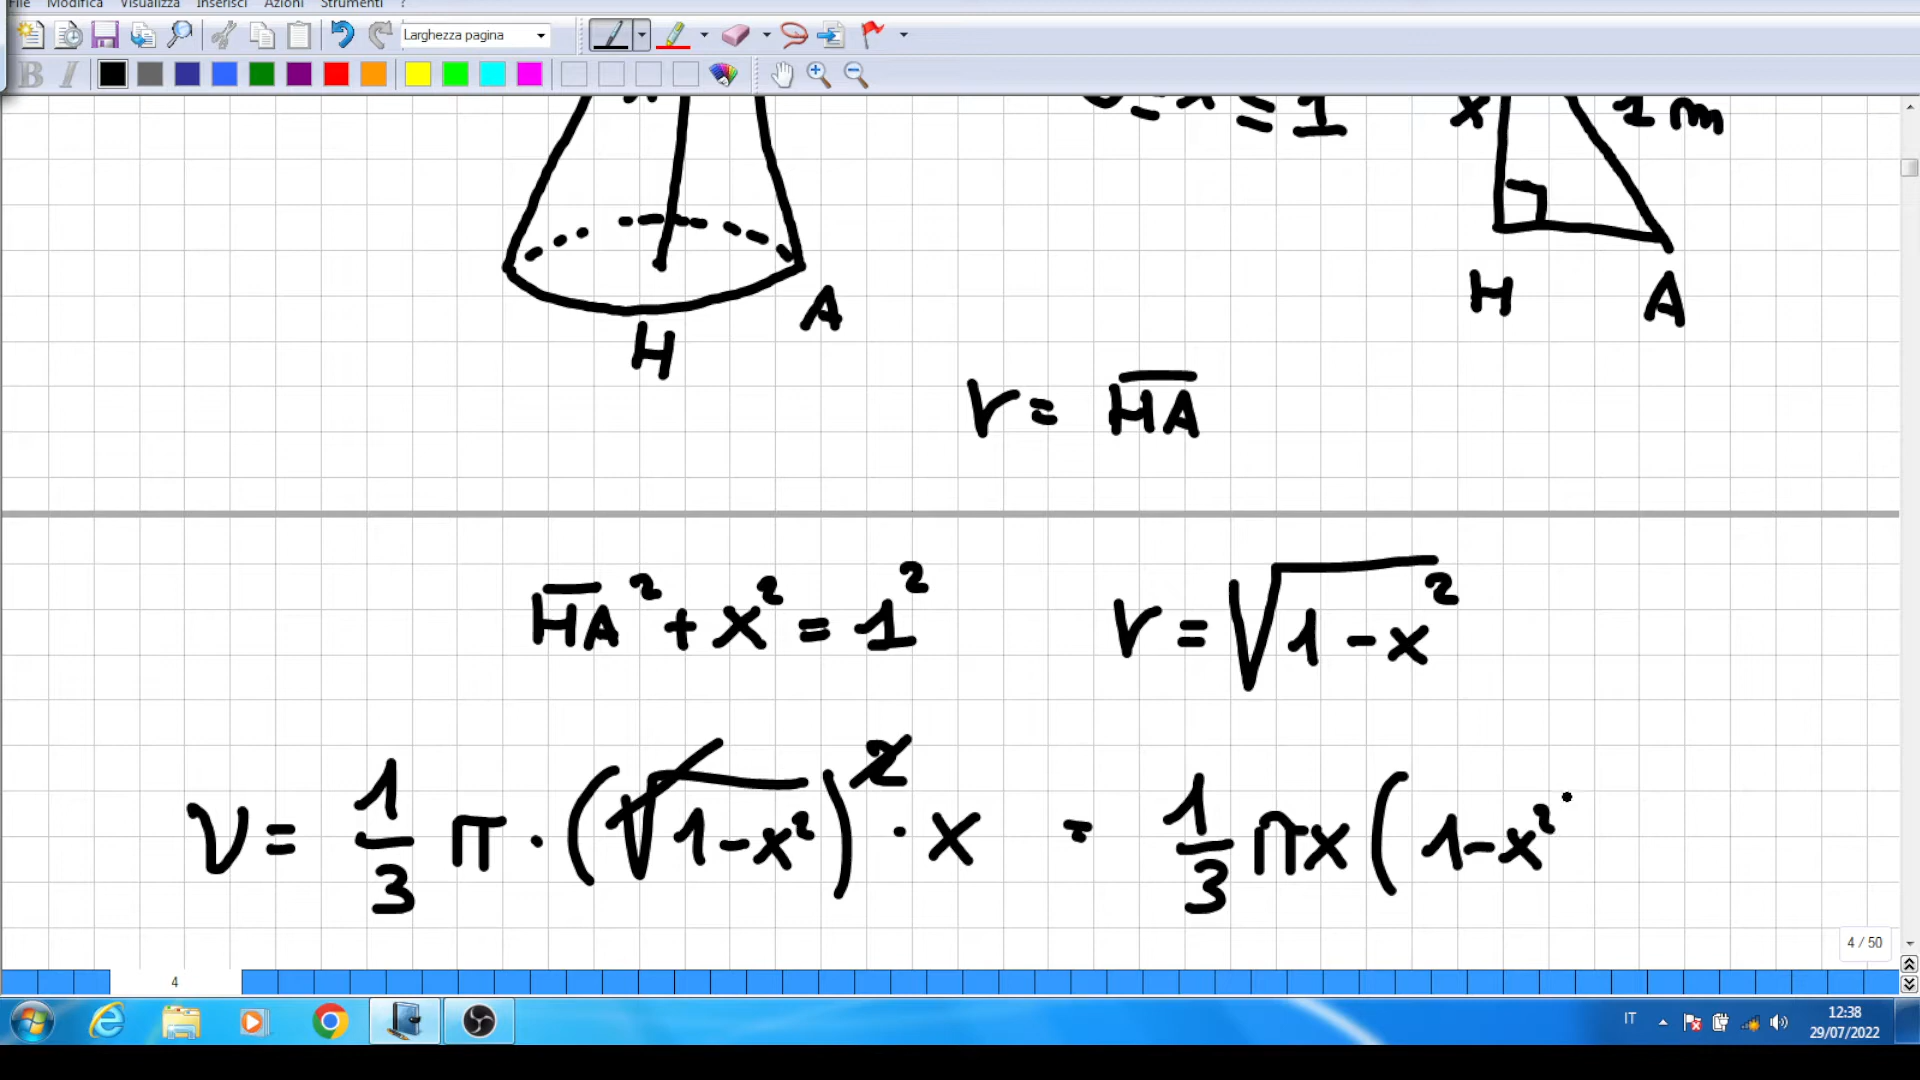 File Modifica Visualizza Inserisci Azioni Strumenti ?
Larghezza pagina
B I
x 1 m
H A
A
H
r = HA
HA² + x² = 1² r = √1 - x²
V = 1/3 π · (√1-x²)² · x = 1/3 πx (1-x²
4 / 50
4
IT 12:38
29/07/2022